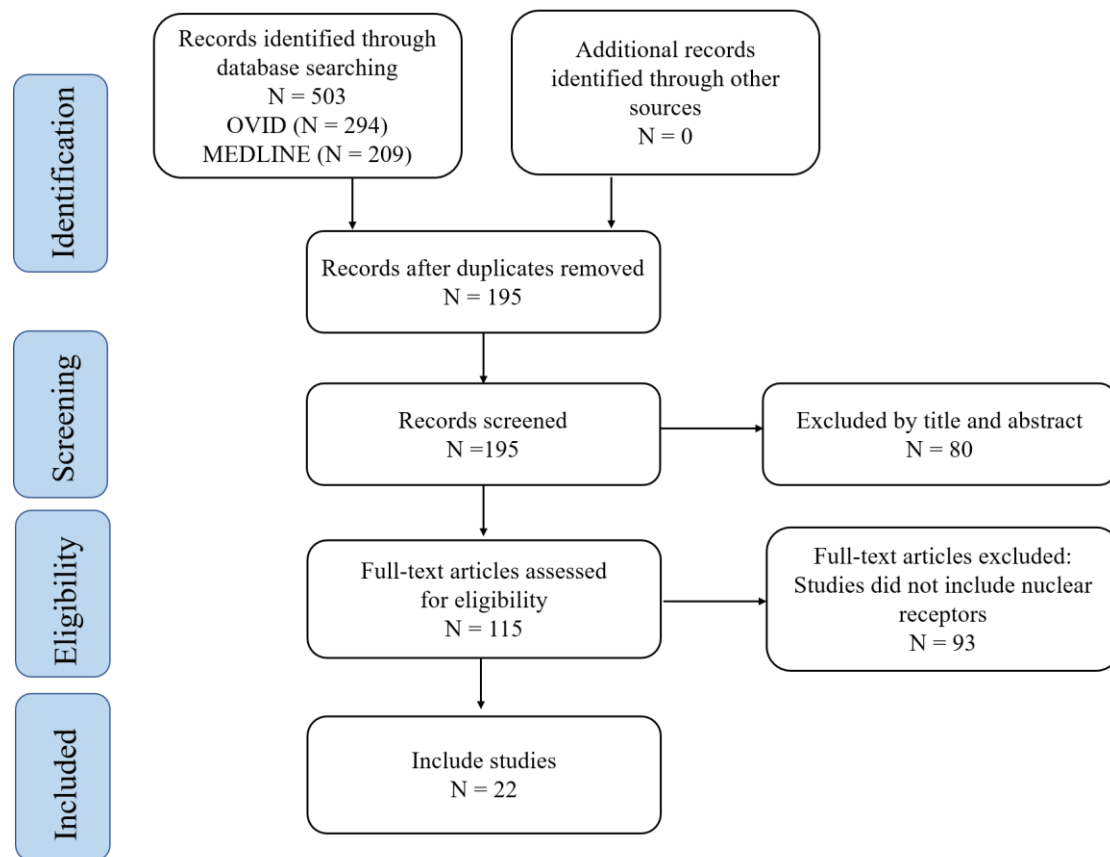 Identification
Records identified through
database searching
N = 503
OVID (N = 294)
MEDLINE (N = 209)
Additional records
identified through other
sources
N = 0
Records after duplicates removed
N = 195
Screening
Records screened
N =195
Excluded by title and abstract
N = 80
Eligibility
Full-text articles assessed
for eligibility
N = 115
Full-text articles excluded:
Studies did not include nuclear
receptors
N = 93
Included
Include studies
N = 22